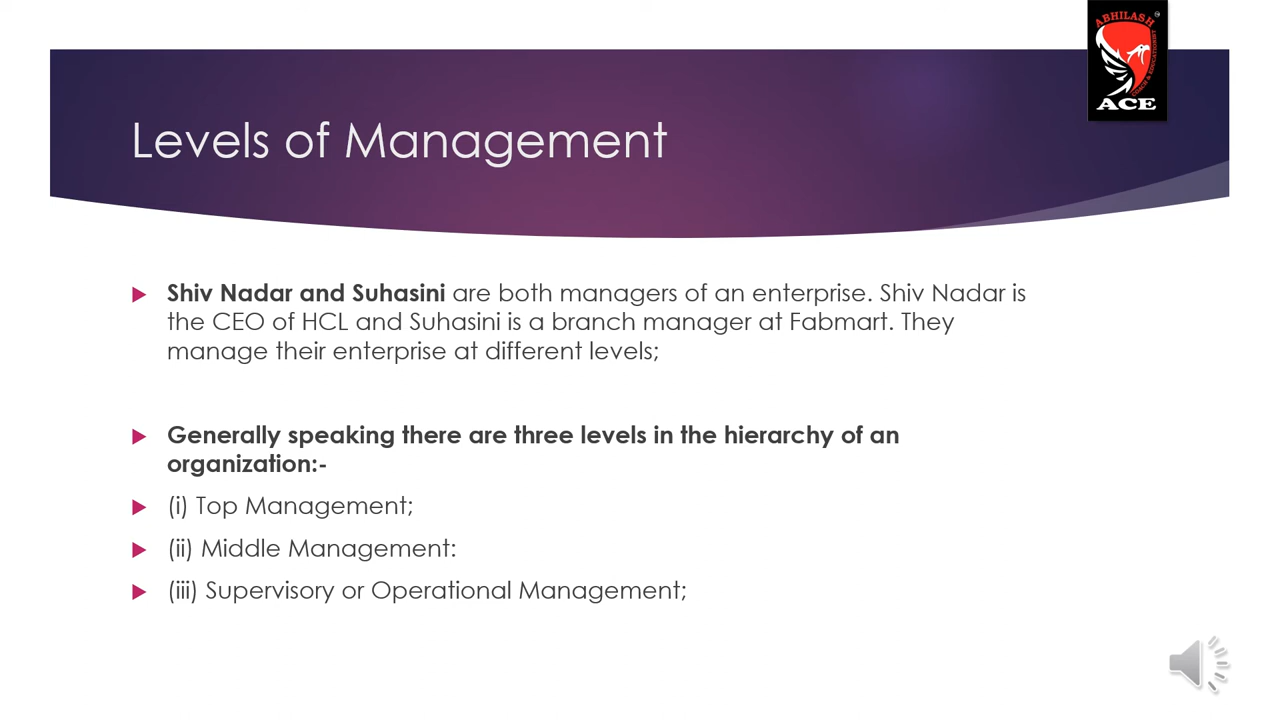 ABHILASH
COACH & EDUCATIONIST
ACE
Levels of Management
Shiv Nadar and Suhasini are both managers of an enterprise. Shiv Nadar is
the CEO of HCL and Suhasini is a branch manager at Fabmart. They
manage their enterprise at different levels;
Generally speaking there are three levels in the hierarchy of an
organization:-
(i) Top Management;
(ii) Middle Management:
(iii) Supervisory or Operational Management;